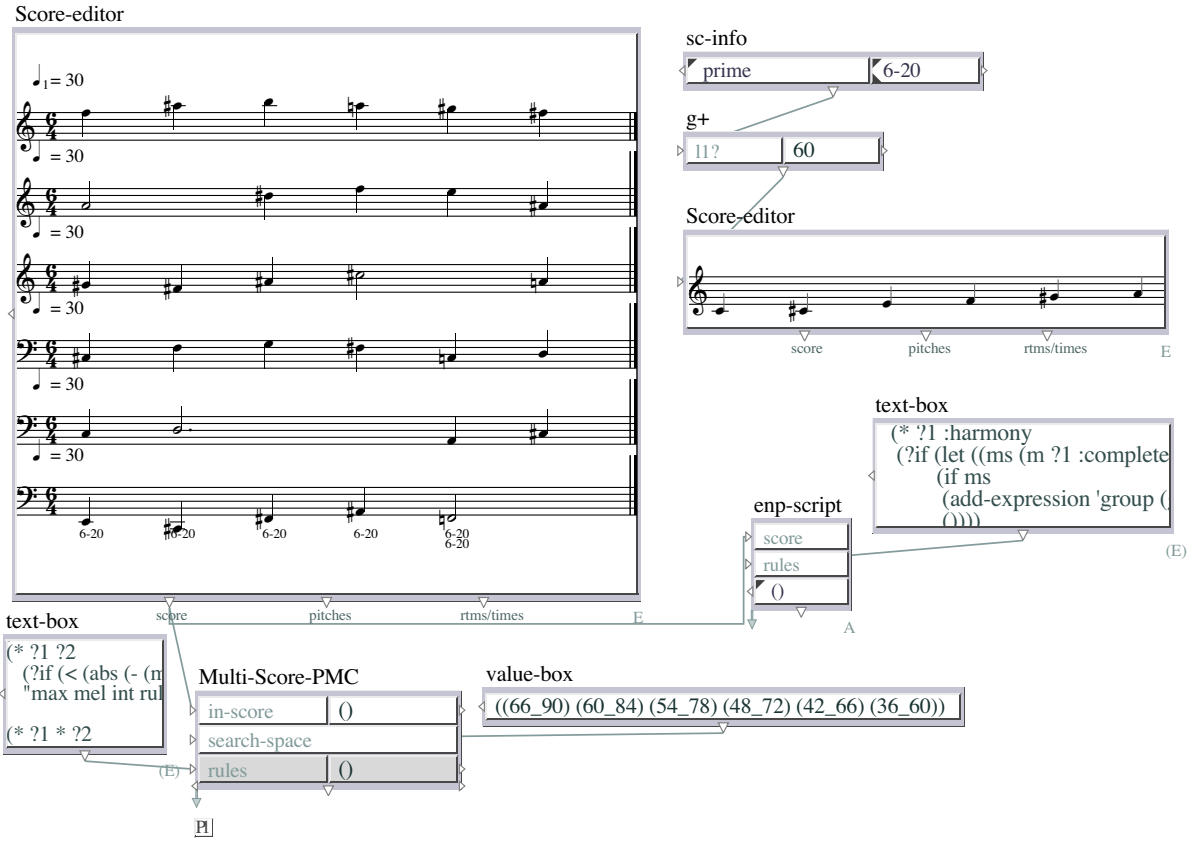 Score-editor
♩1= 30
♩ = 30
♩ = 30
♩ = 30
♩ = 30
♩ = 30
6-20 6-20 6-20 6-20 6-20
6-20
score pitches rtms/times E
sc-info
prime 6-20
g+
l1? 60
Score-editor
score pitches rtms/times E
text-box
(* ?1 :harmony
(?if (let ((ms (m ?1 :complete
(if ms
(add-expression 'group (
()))) 
(E)
enp-script
score
rules
()
A
text-box
(* ?1 ?2
(?if (< (abs (- (m
"max mel int rul
(* ?1 * ?2
(E)
Multi-Score-PMC
in-score ()
search-space
rules ()
value-box
((66_90) (60_84) (54_78) (48_72) (42_66) (36_60))